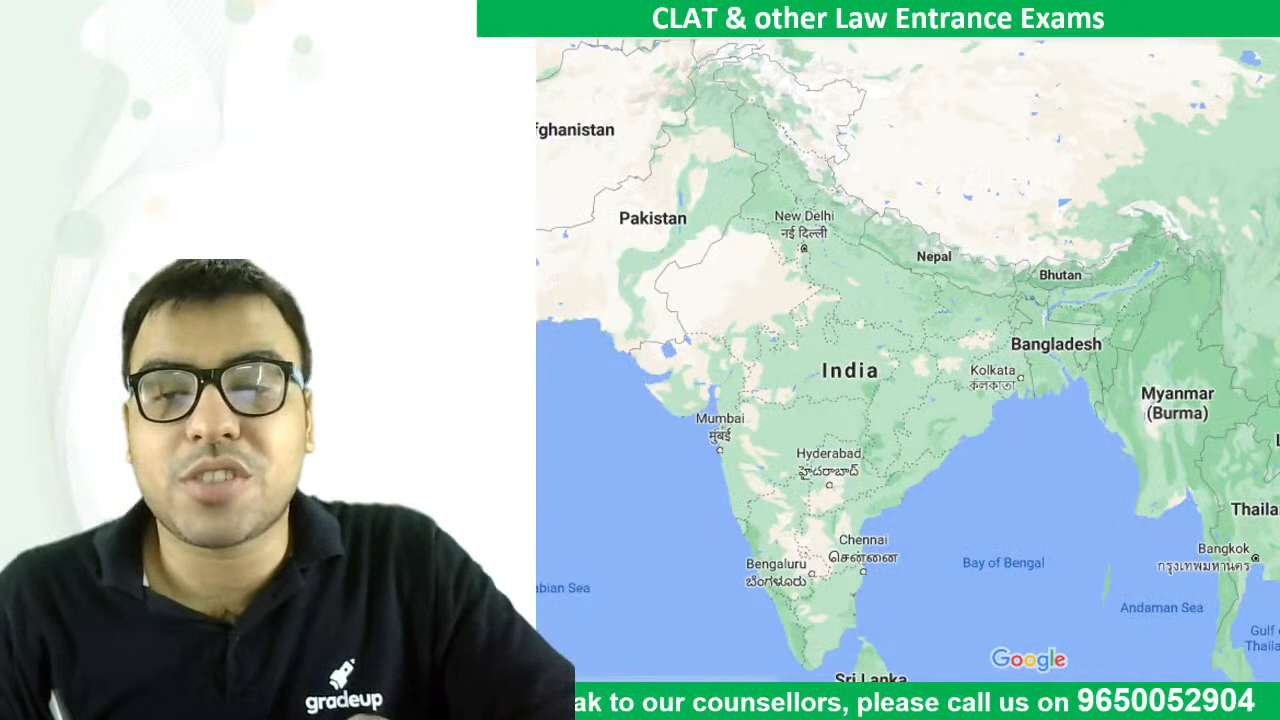 CLAT & other Law Entrance Exams
fghanistan
Pakistan
New Delhi
नई दिल्ली
Nepal
Bhutan
Bangladesh
India
Kolkata
কলকাতা
Myanmar
(Burma)
Mumbai
मुंबई
Hyderabad
హైదరాబాద్
Thaila
Chennai
சென்னை
Bangkok
กรุงเทพมหานคร
Bengaluru
ಬೆಂಗಳೂರು
Bay of Bengal
abian Sea
Andaman Sea
Gulf
Thaila
Google
Sri Lanka
gradeup
ak to our counsellors, please call us on 9650052904